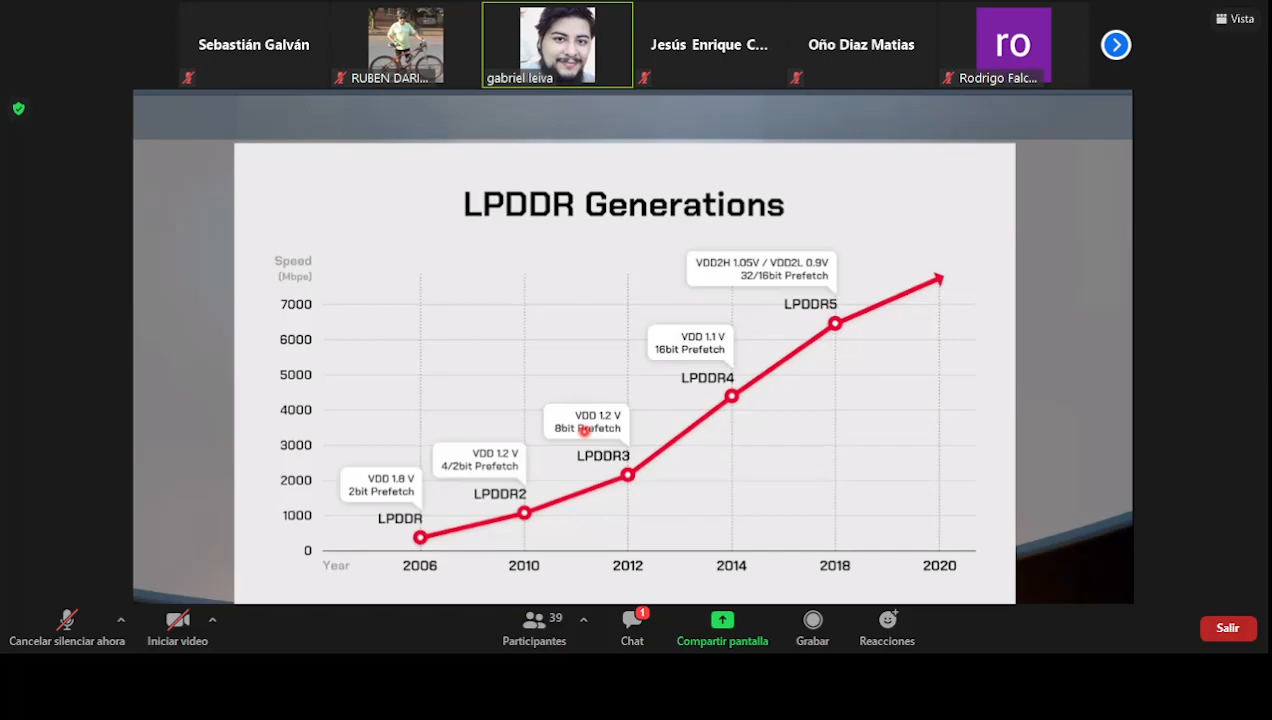 Sebastián Galván
RUBEN DARI...
gabriel leiva
Jesús Enrique C...
Oño Diaz Matias
ro
Rodrigo Falc...
Vista
LPDDR Generations
Speed
(Mbps)
7000
6000
5000
4000
3000
2000
1000
0
VDD2H 1.05V / VDD2L 0.9V
32/16bit Prefetch
LPDDR5
VDD 1.1 V
16bit Prefetch
LPDDR4
VDD 1.2 V
8bit Prefetch
LPDDR3
VDD 1.2 V
4/2bit Prefetch
LPDDR2
VDD 1.8 V
2bit Prefetch
LPDDR
Year
2006
2010
2012
2014
2018
2020
Cancelar silenciar ahora
Iniciar video
39
Participantes
1
Chat
Compartir pantalla
Grabar
Reacciones
Salir